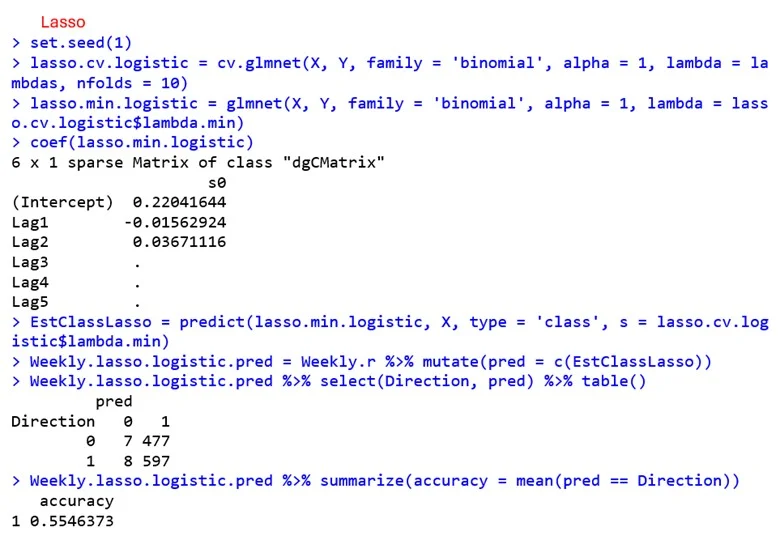 Lasso
> set.seed(1)
> lasso.cv.logistic = cv.glmnet(X, Y, family = 'binomial', alpha = 1, lambda = la
mbdas, nfolds = 10)
> lasso.min.logistic = glmnet(X, Y, family = 'binomial', alpha = 1, lambda = lass
o.cv.logistic$lambda.min)
> coef(lasso.min.logistic)
6 x 1 sparse Matrix of class "dgCMatrix"
                     s0
(Intercept)  0.22041644
Lag1        -0.01562924
Lag2         0.03671116
Lag3         .
Lag4         .
Lag5         .
> EstClassLasso = predict(lasso.min.logistic, X, type = 'class', s = lasso.cv.log
istic$lambda.min)
> Weekly.lasso.logistic.pred = Weekly.r %>% mutate(pred = c(EstClassLasso))
> Weekly.lasso.logistic.pred %>% select(Direction, pred) %>% table()
         pred
Direction   0   1
        0   7 477
        1   8 597
> Weekly.lasso.logistic.pred %>% summarize(accuracy = mean(pred == Direction))
   accuracy
1 0.5546373